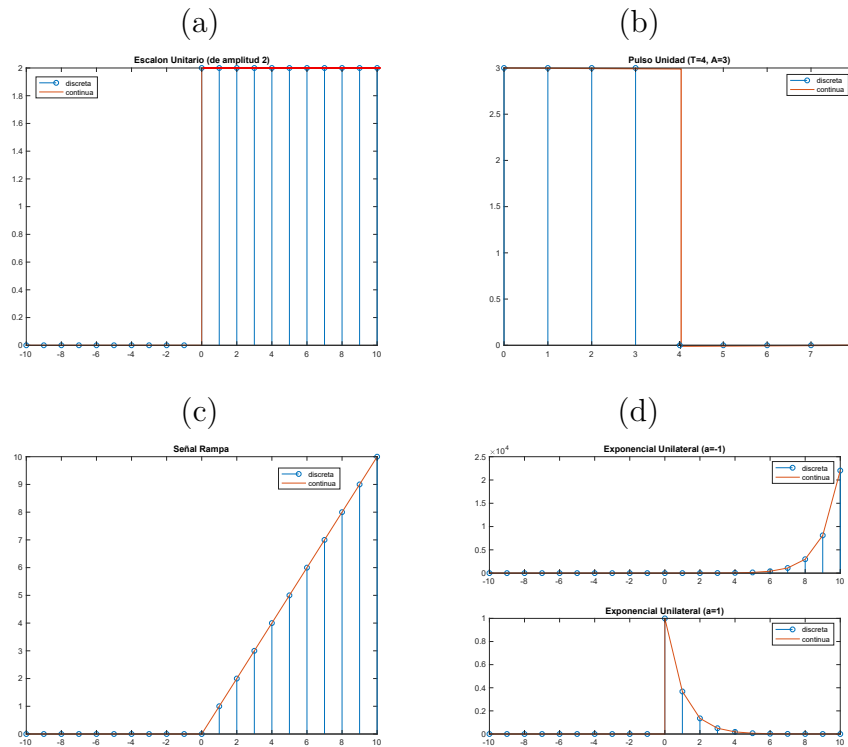 (a)
Escalon Unitario (de amplitud 2)
2
1.8
1.6
1.4
1.2
1
0.8
0.6
0.4
0.2
0
-10 -8 -6 -4 -2 0 2 4 6 8 10
discreta
continua
(b)
Pulso Unidad (T=4, A=3)
3
2.5
2
1.5
1
0.5
0
0 1 2 3 4 5 6 7
discreta
continua
(c)
Señal Rampa
10
9
8
7
6
5
4
3
2
1
0
-10 -8 -6 -4 -2 0 2 4 6 8 10
discreta
continua
(d)
Exponencial Unilateral (a=-1)
×10⁴
2.5
2
1.5
1
0.5
0
-10 -8 -6 -4 -2 0 2 4 6 8 10
discreta
continua
Exponencial Unilateral (a=1)
1
0.8
0.6
0.4
0.2
0
-10 -8 -6 -4 -2 0 2 4 6 8 10
discreta
continua